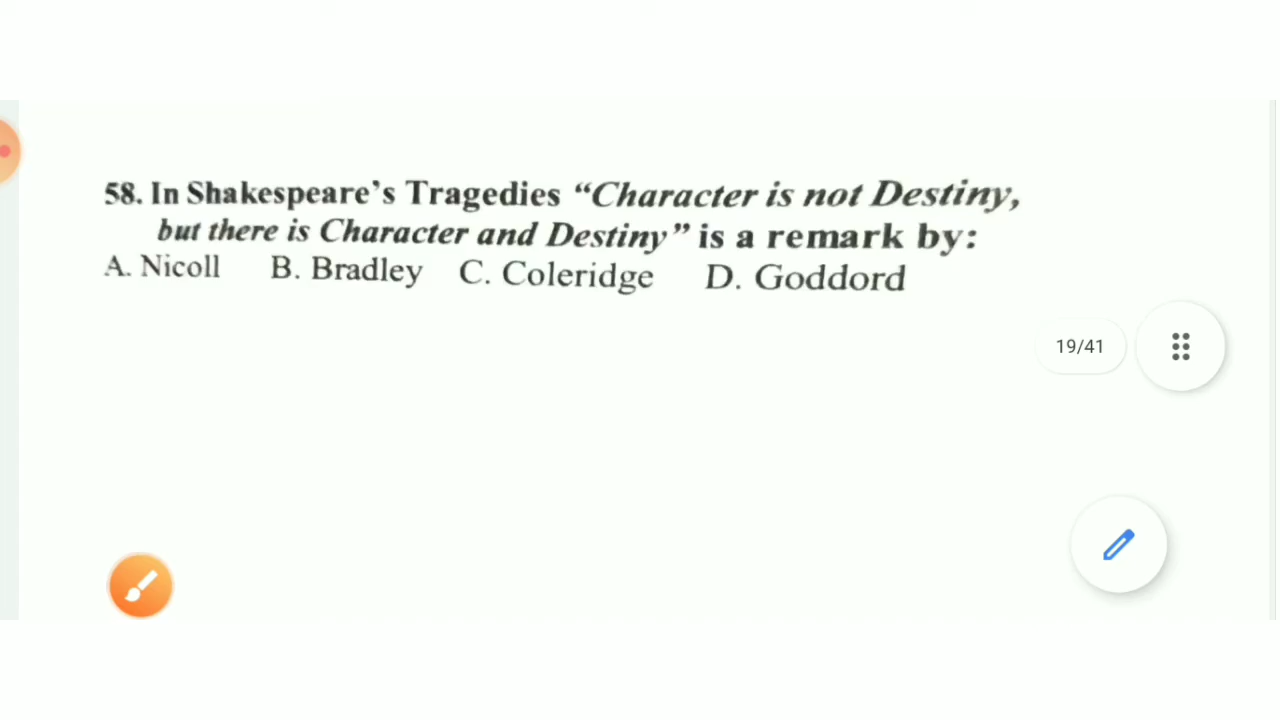 58. In Shakespeare's Tragedies “Character is not Destiny,
but there is Character and Destiny” is a remark by:
A. Nicoll B. Bradley C. Coleridge D. Goddord
19/41